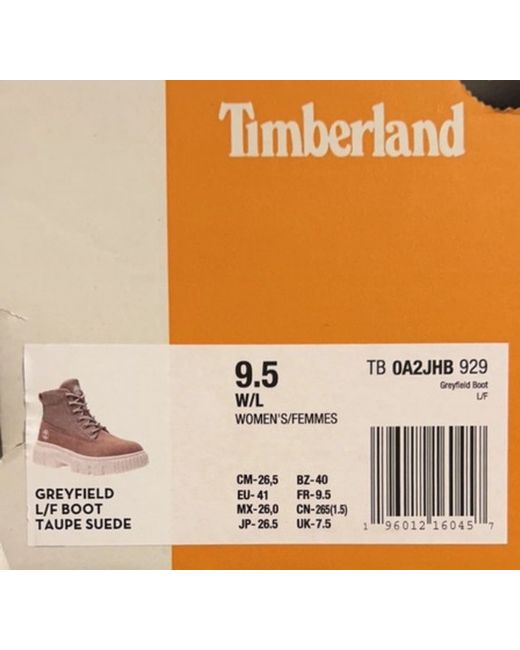 Timberland
9.5
W/L
WOMEN'S/FEMMES
TB 0A2JHB 929
Greyfield Boot
L/F
GREYFIELD
L/F BOOT
TAUPE SUEDE
CM-26,5 BZ-40
EU- 41 FR-9.5
MX-26,0 CN-265(1.5)
JP- 26.5 UK-7.5
1 96012 16045 7